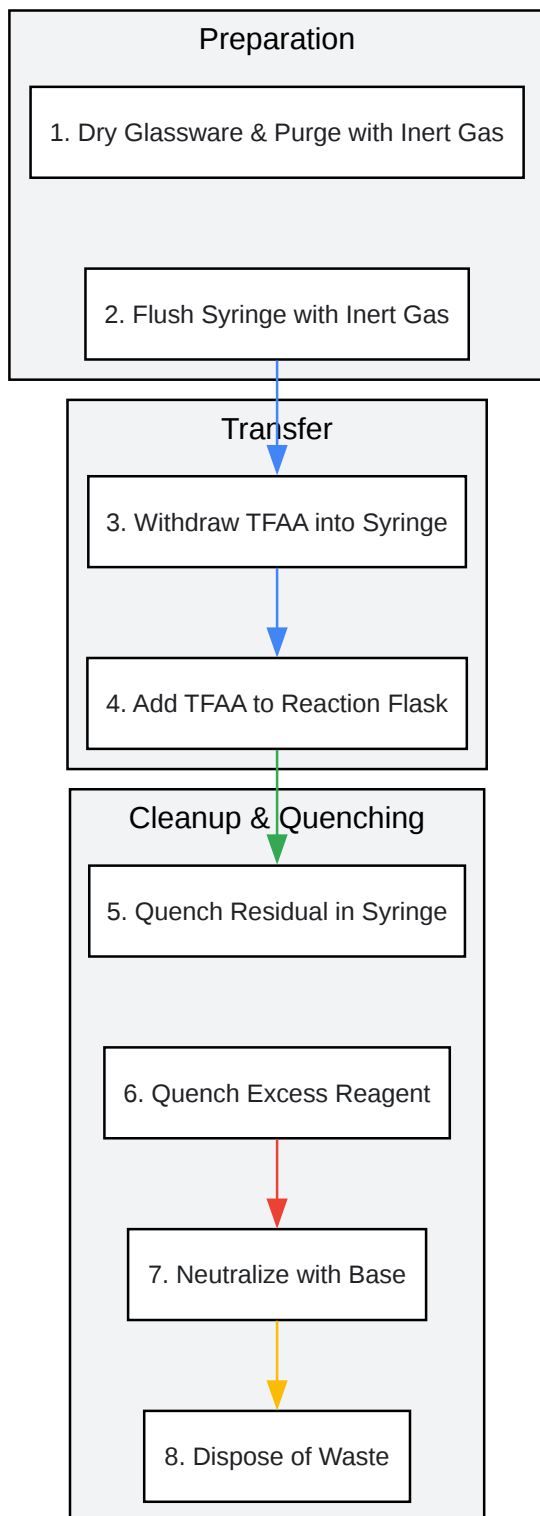 Preparation
1. Dry Glassware & Purge with Inert Gas
2. Flush Syringe with Inert Gas
Transfer
3. Withdraw TFAA into Syringe
4. Add TFAA to Reaction Flask
Cleanup & Quenching
5. Quench Residual in Syringe
6. Quench Excess Reagent
7. Neutralize with Base
8. Dispose of Waste